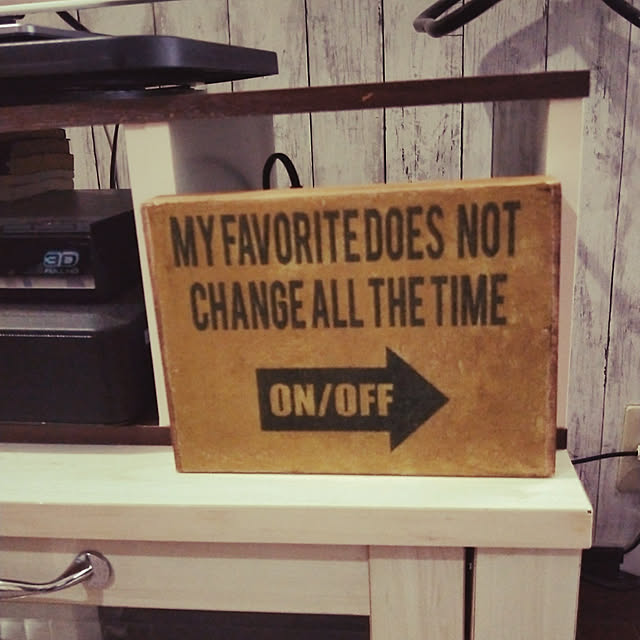 MY FAVORITE DOES NOT
CHANGE ALL THE TIME
ON/OFF
3D